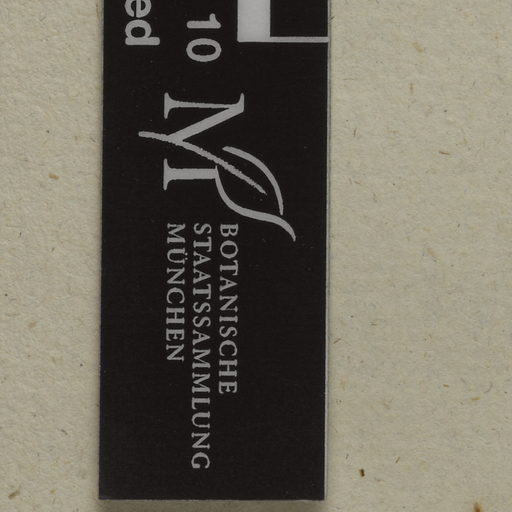 10
ed
BOTANISCHE
STAATSSAMMLUNG
MÜNCHEN